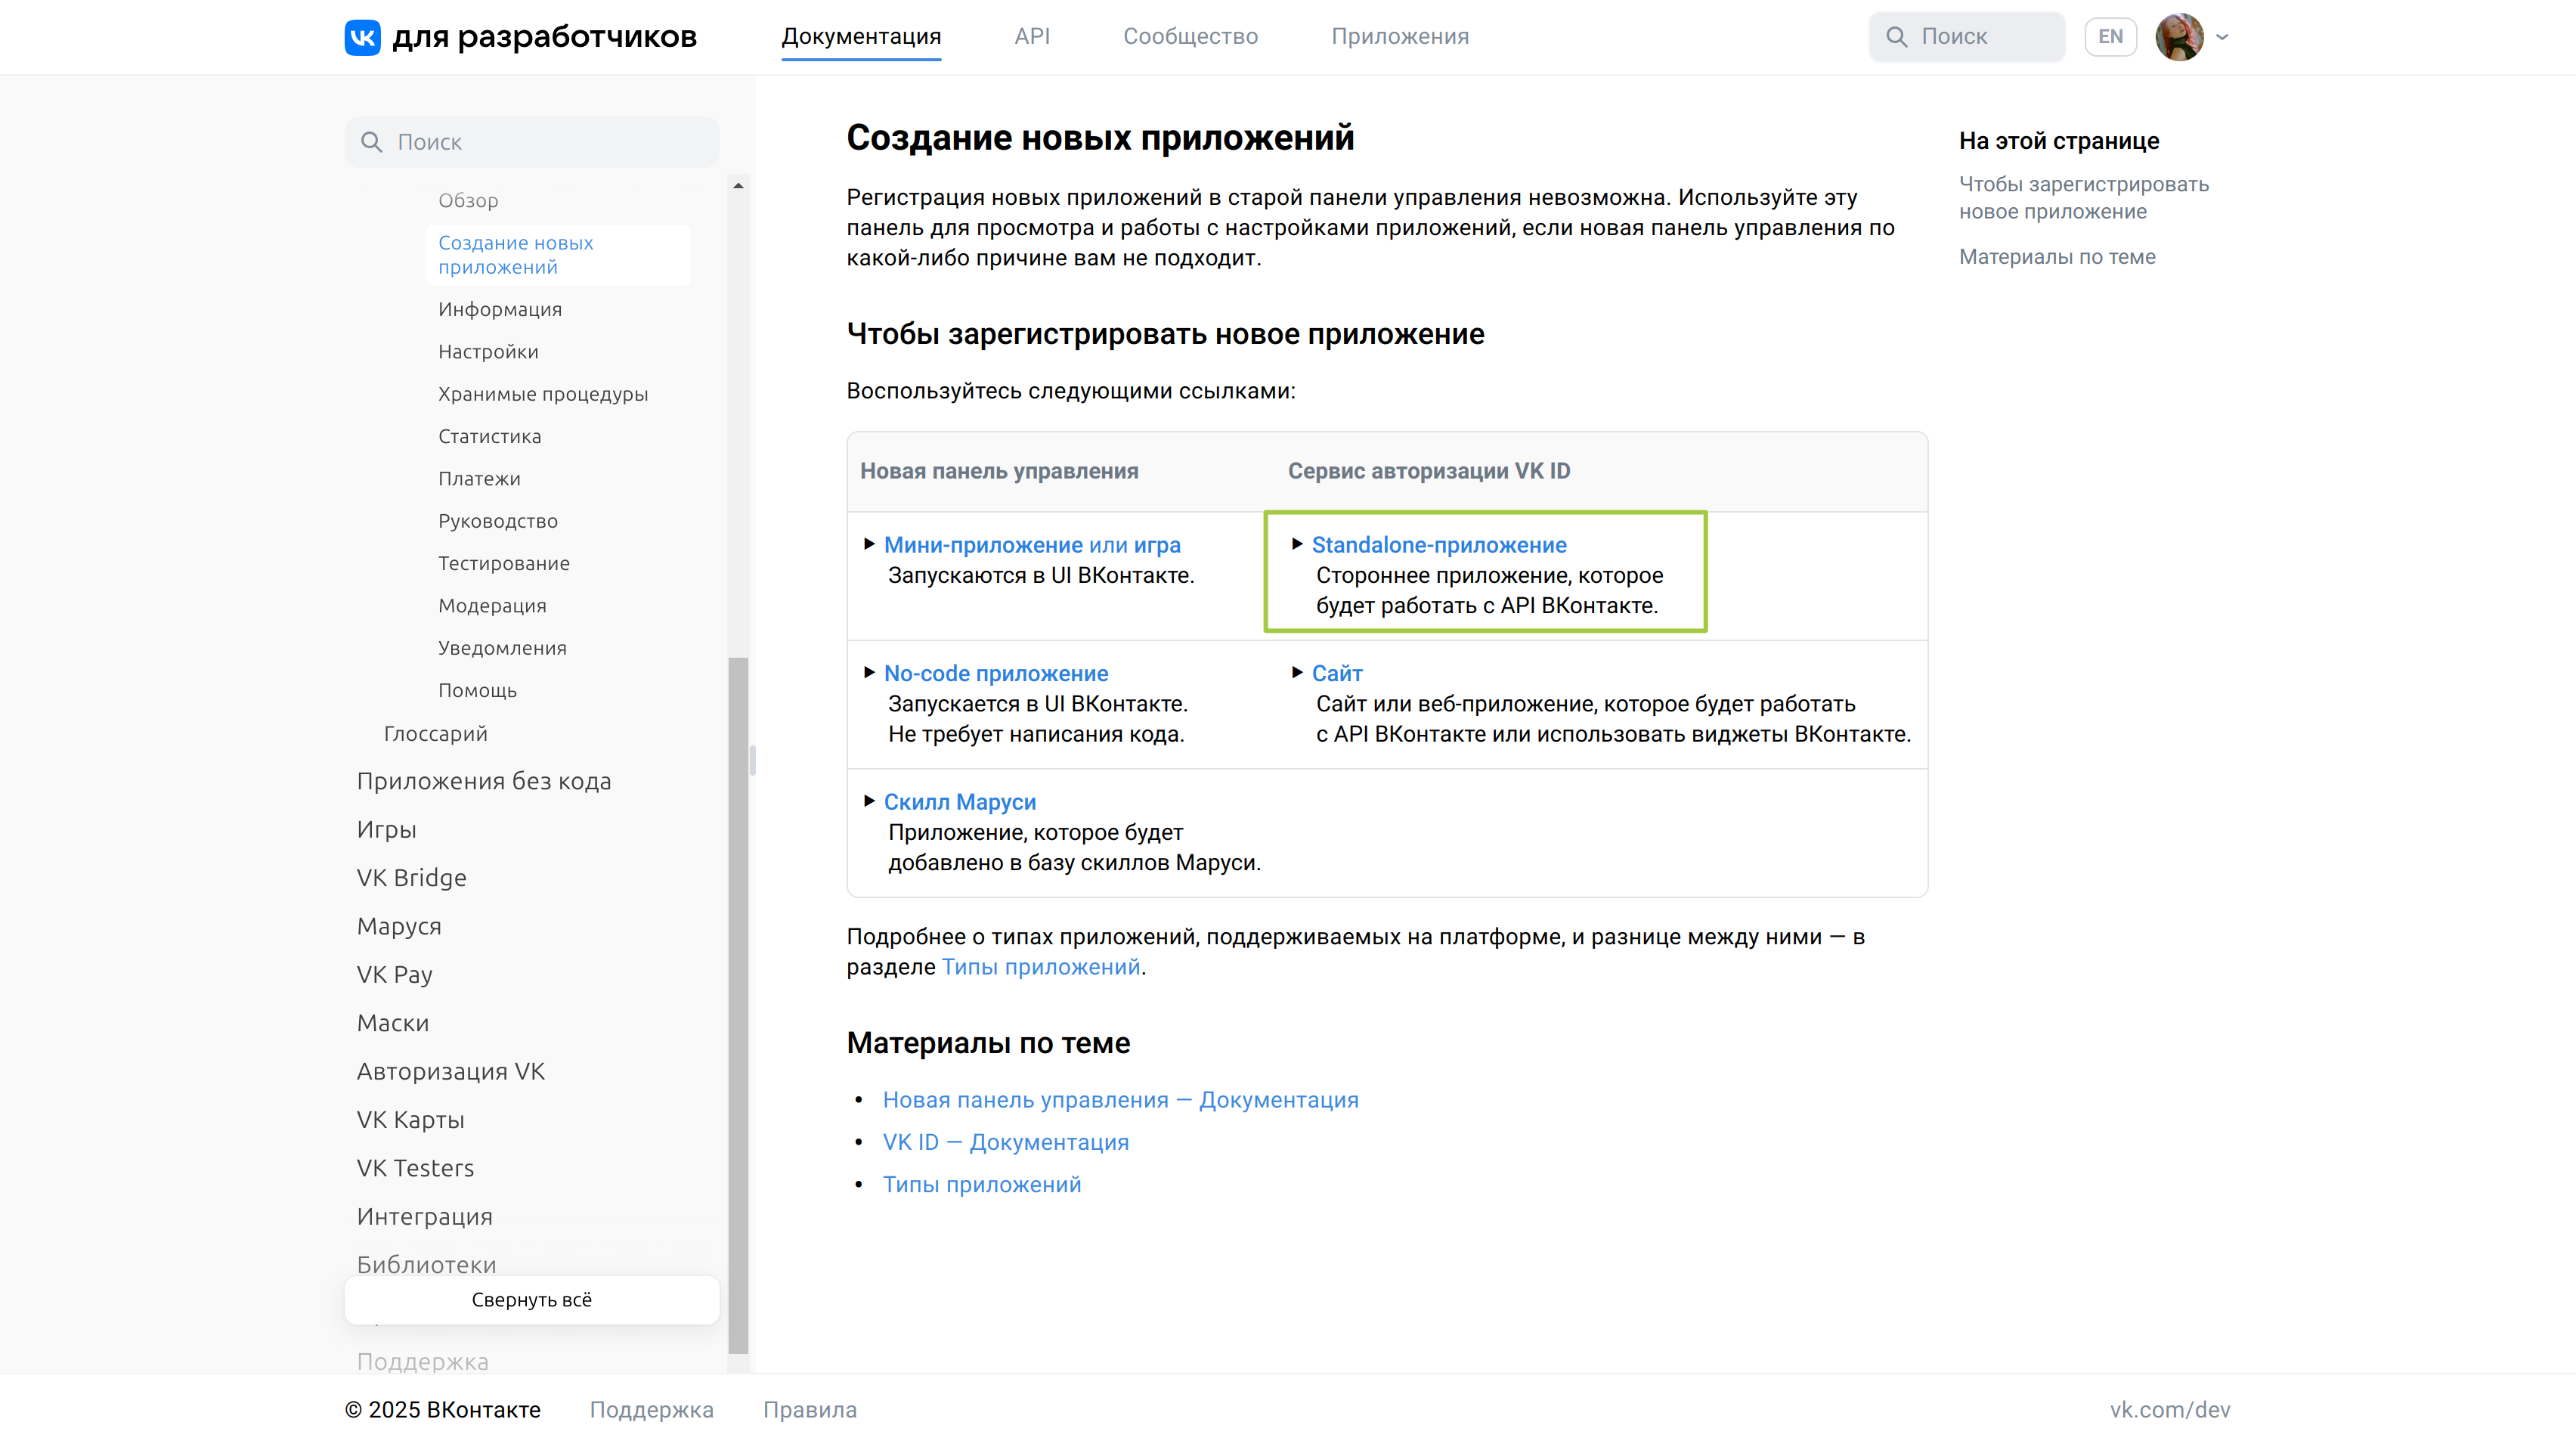 для разработчиков
Документация
API
Сообщество
Приложения
Поиск
EN
Поиск
Обзор
Создание новых
приложений
Информация
Настройки
Хранимые процедуры
Статистика
Платежи
Руководство
Тестирование
Модерация
Уведомления
Помощь
Глоссарий
Приложения без кода
Игры
VK Bridge
Маруся
VK Pay
Маски
Авторизация VK
VK Карты
VK Testers
Интеграция
Библиотеки
Свернуть всё
Поддержка
Создание новых приложений
Регистрация новых приложений в старой панели управления невозможна. Используйте эту
панель для просмотра и работы с настройками приложений, если новая панель управления по
какой-либо причине вам не подходит.
Чтобы зарегистрировать новое приложение
Воспользуйтесь следующими ссылками:
Новая панель управления
Сервис авторизации VK ID
Мини-приложение или игра
Запускаются в UI ВКонтакте.
Standalone-приложение
Стороннее приложение, которое
будет работать с API ВКонтакте.
No-code приложение
Запускается в UI ВКонтакте.
Не требует написания кода.
Сайт
Сайт или веб-приложение, которое будет работать
с API ВКонтакте или использовать виджеты ВКонтакте.
Скилл Маруси
Приложение, которое будет
добавлено в базу скиллов Маруси.
Подробнее о типах приложений, поддерживаемых на платформе, и разнице между ними — в
разделе Типы приложений.
Материалы по теме
• Новая панель управления — Документация
• VK ID — Документация
• Типы приложений
На этой странице
Чтобы зарегистрировать
новое приложение
Материалы по теме
© 2025 ВКонтакте
Поддержка
Правила
vk.com/dev